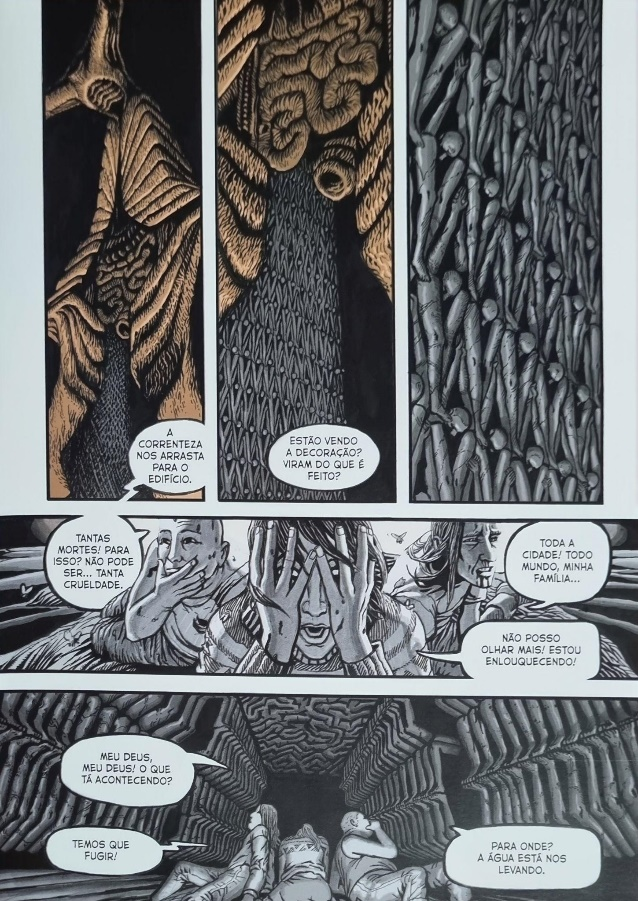 A
CORRENTEZA
NOS ARRASTA
PARA O
EDIFÍCIO.
ESTÃO VENDO
A DECORAÇÃO?
VIRAM DO QUE É
FEITO?
TANTAS
MORTES! PARA
ISSO? NÃO PODE
SER... TANTA
CRUELDADE.
TODA A
CIDADE! TODO
MUNDO, MINHA
FAMÍLIA...
NÃO POSSO
OLHAR MAIS! ESTOU
ENLOUQUECENDO!
MEU DEUS,
MEU DEUS! O QUE
TÁ ACONTECENDO?
TEMOS QUE
FUGIR!
PARA ONDE?
A ÁGUA ESTÁ NOS
LEVANDO.